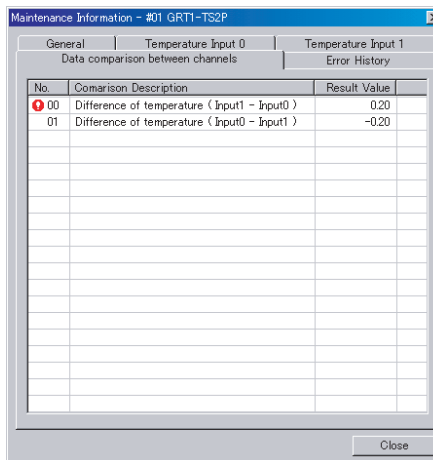 Maintenance Information - #01 GRT1-TS2P
General Temperature Input 0 Temperature Input 1
Data comparison between channels Error History
No. Comarison Description Result Value
00 Difference of temperature ( Input1 - Input0 ) 0.20
01 Difference of temperature ( Input0 - Input1 ) -0.20
Close